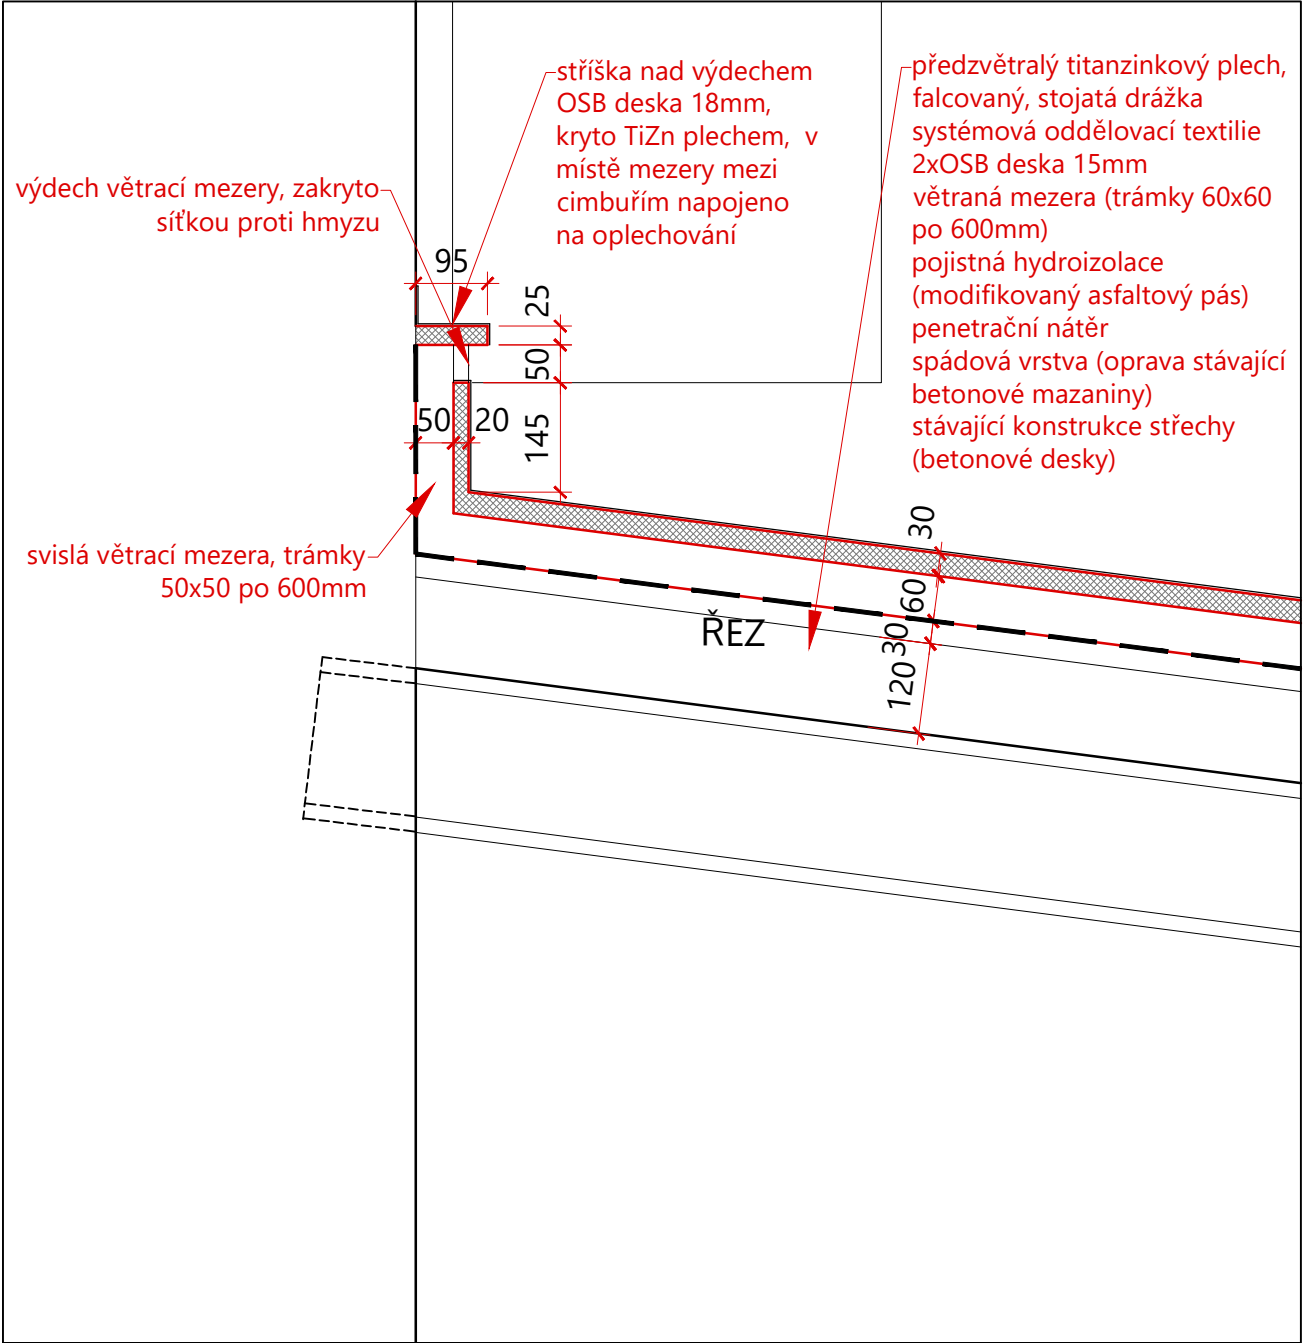 stříška nad výdechem
OSB deska 18mm,
kryto TiZn plechem, v
místě mezery mezi
cimbuřím napojeno
na oplechování
předzvětralý titanzinkový plech,
falcovaný, stojatá drážka
systémová oddělovací textilie
2xOSB deska 15mm
větraná mezera (trámky 60x60
po 600mm)
pojistná hydroizolace
(modifikovaný asfaltový pás)
penetrační nátěr
spádová vrstva (oprava stávající
betonové mazaniny)
stávající konstrukce střechy
(betonové desky)
výdech větrací mezery, zakryto
síťkou proti hmyzu
95
25
50
50
20
145
svislá větrací mezera, trámky
50x50 po 600mm
30
60
30
120
ŘEZ